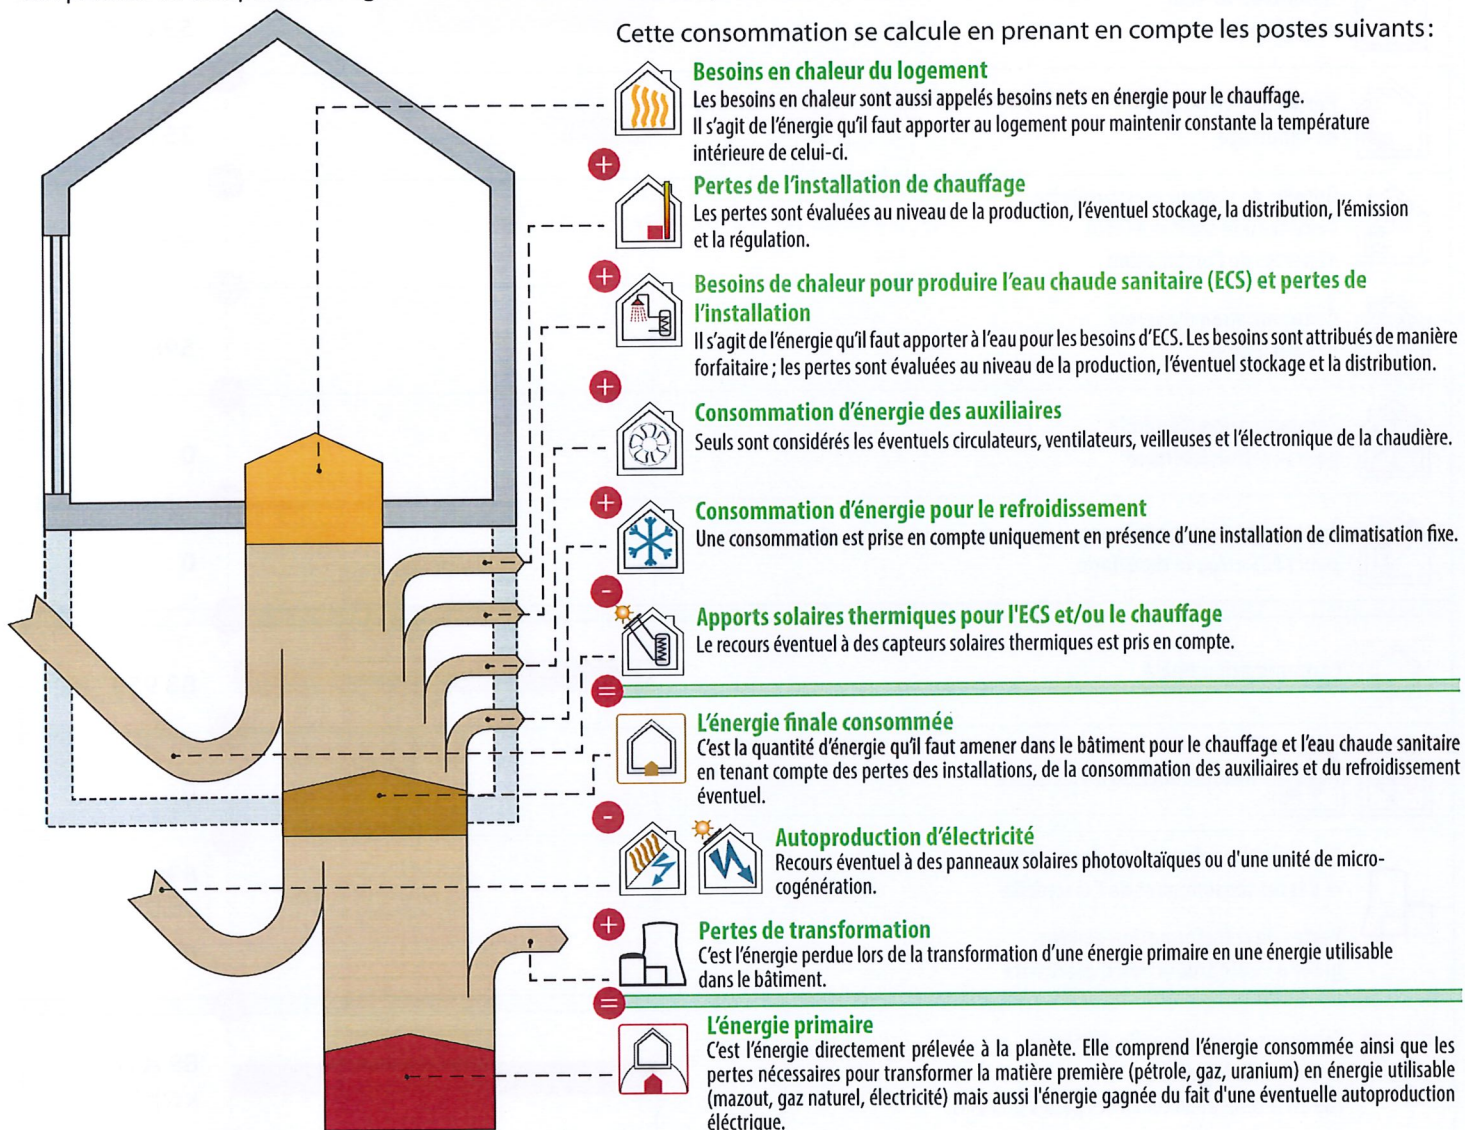 Cette consommation se calcule en prenant en compte les postes suivants :
Besoins en chaleur du logement
Les besoins en chaleur sont aussi appelés besoins nets en énergie pour le chauffage.
Il s'agit de l'énergie qu'il faut apporter au logement pour maintenir constante la température
intérieure de celui-ci.
+
Pertes de l'installation de chauffage
Les pertes sont évaluées au niveau de la production, l'éventuel stockage, la distribution, l'émission
et la régulation.
+
Besoins de chaleur pour produire l'eau chaude sanitaire (ECS) et pertes de
l'installation
Il s'agit de l'énergie qu'il faut apporter à l'eau pour les besoins d'ECS. Les besoins sont attribués de manière
forfaitaire ; les pertes sont évaluées au niveau de la production, l'éventuel stockage et la distribution.
+
Consommation d'énergie des auxiliaires
Seuls sont considérés les éventuels circulateurs, ventilateurs, veilleuses et l'électronique de la chaudière.
+
Consommation d'énergie pour le refroidissement
Une consommation est prise en compte uniquement en présence d'une installation de climatisation fixe.
-
Apports solaires thermiques pour l'ECS et/ou le chauffage
Le recours éventuel à des capteurs solaires thermiques est pris en compte.
=
L'énergie finale consommée
C'est la quantité d'énergie qu'il faut amener dans le bâtiment pour le chauffage et l'eau chaude sanitaire
en tenant compte des pertes des installations, de la consommation des auxiliaires et du refroidissement
éventuel.
-
Autoproduction d'électricité
Recours éventuel à des panneaux solaires photovoltaïques ou d'une unité de micro-
cogénération.
+
Pertes de transformation
C'est l'énergie perdue lors de la transformation d'une énergie primaire en une énergie utilisable
dans le bâtiment.
=
L'énergie primaire
C'est l'énergie directement prélevée à la planète. Elle comprend l'énergie consommée ainsi que les
pertes nécessaires pour transformer la matière première (pétrole, gaz, uranium) en énergie utilisable
(mazout, gaz naturel, électricité) mais aussi l'énergie gagnée du fait d'une éventuelle autoproduction
éléctrique.